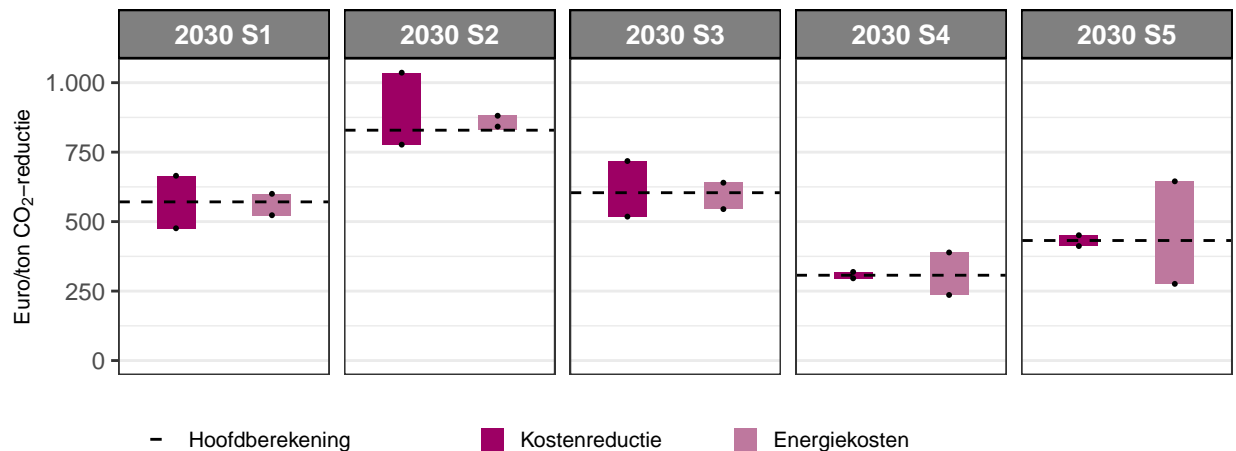 2030 S1 2030 S2 2030 S3 2030 S4 2030 S5
Euro/ton CO₂−reductie
1.000
750
500
250
0
Hoofdberekening Kostenreductie Energiekosten